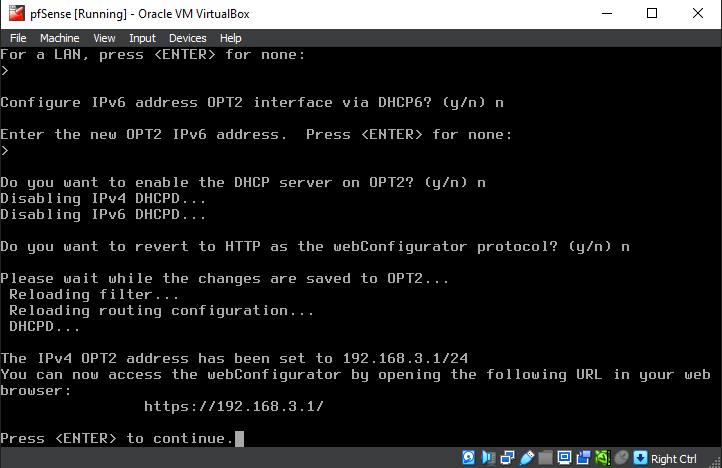 pfSense [Running] - Oracle VM VirtualBox
File Machine View Input Devices Help
For a LAN, press <ENTER> for none:
>
Configure IPv6 address OPT2 interface via DHCP6? (y/n) n
Enter the new OPT2 IPv6 address.  Press <ENTER> for none:
>
Do you want to enable the DHCP server on OPT2? (y/n) n
Disabling IPv4 DHCPD...
Disabling IPv6 DHCPD...
Do you want to revert to HTTP as the webConfigurator protocol? (y/n) n
Please wait while the changes are saved to OPT2...
Reloading filter...
Reloading routing configuration...
DHCPD...
The IPv4 OPT2 address has been set to 192.168.3.1/24
You can now access the webConfigurator by opening the following URL in your web
browser:
https://192.168.3.1/
Press <ENTER> to continue.
Right Ctrl